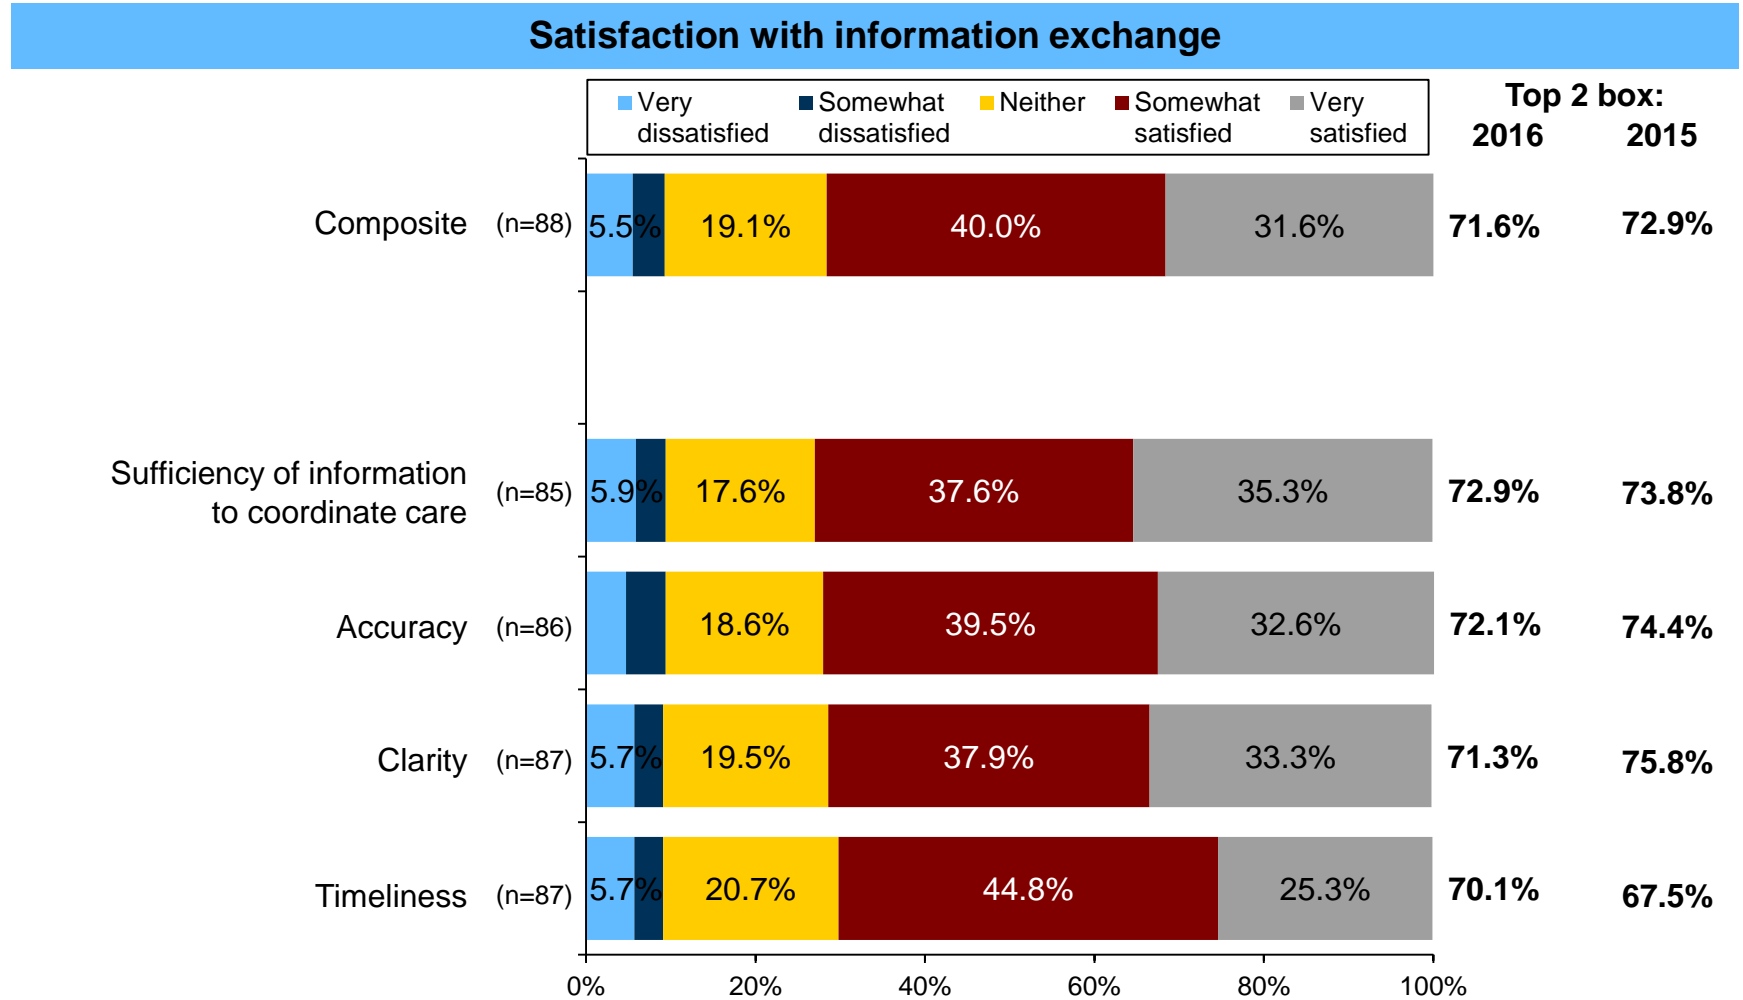 Satisfaction with information exchange
Very dissatisfied
Somewhat dissatisfied
Neither
Somewhat satisfied
Very satisfied
Top 2 box:
2016 2015
Composite (n=88) 5.5% 19.1% 40.0% 31.6% 71.6% 72.9%
Sufficiency of information
to coordinate care (n=85) 5.9% 17.6% 37.6% 35.3% 72.9% 73.8%
Accuracy (n=86) 18.6% 39.5% 32.6% 72.1% 74.4%
Clarity (n=87) 5.7% 19.5% 37.9% 33.3% 71.3% 75.8%
Timeliness (n=87) 5.7% 20.7% 44.8% 25.3% 70.1% 67.5%
0% 20% 40% 60% 80% 100%